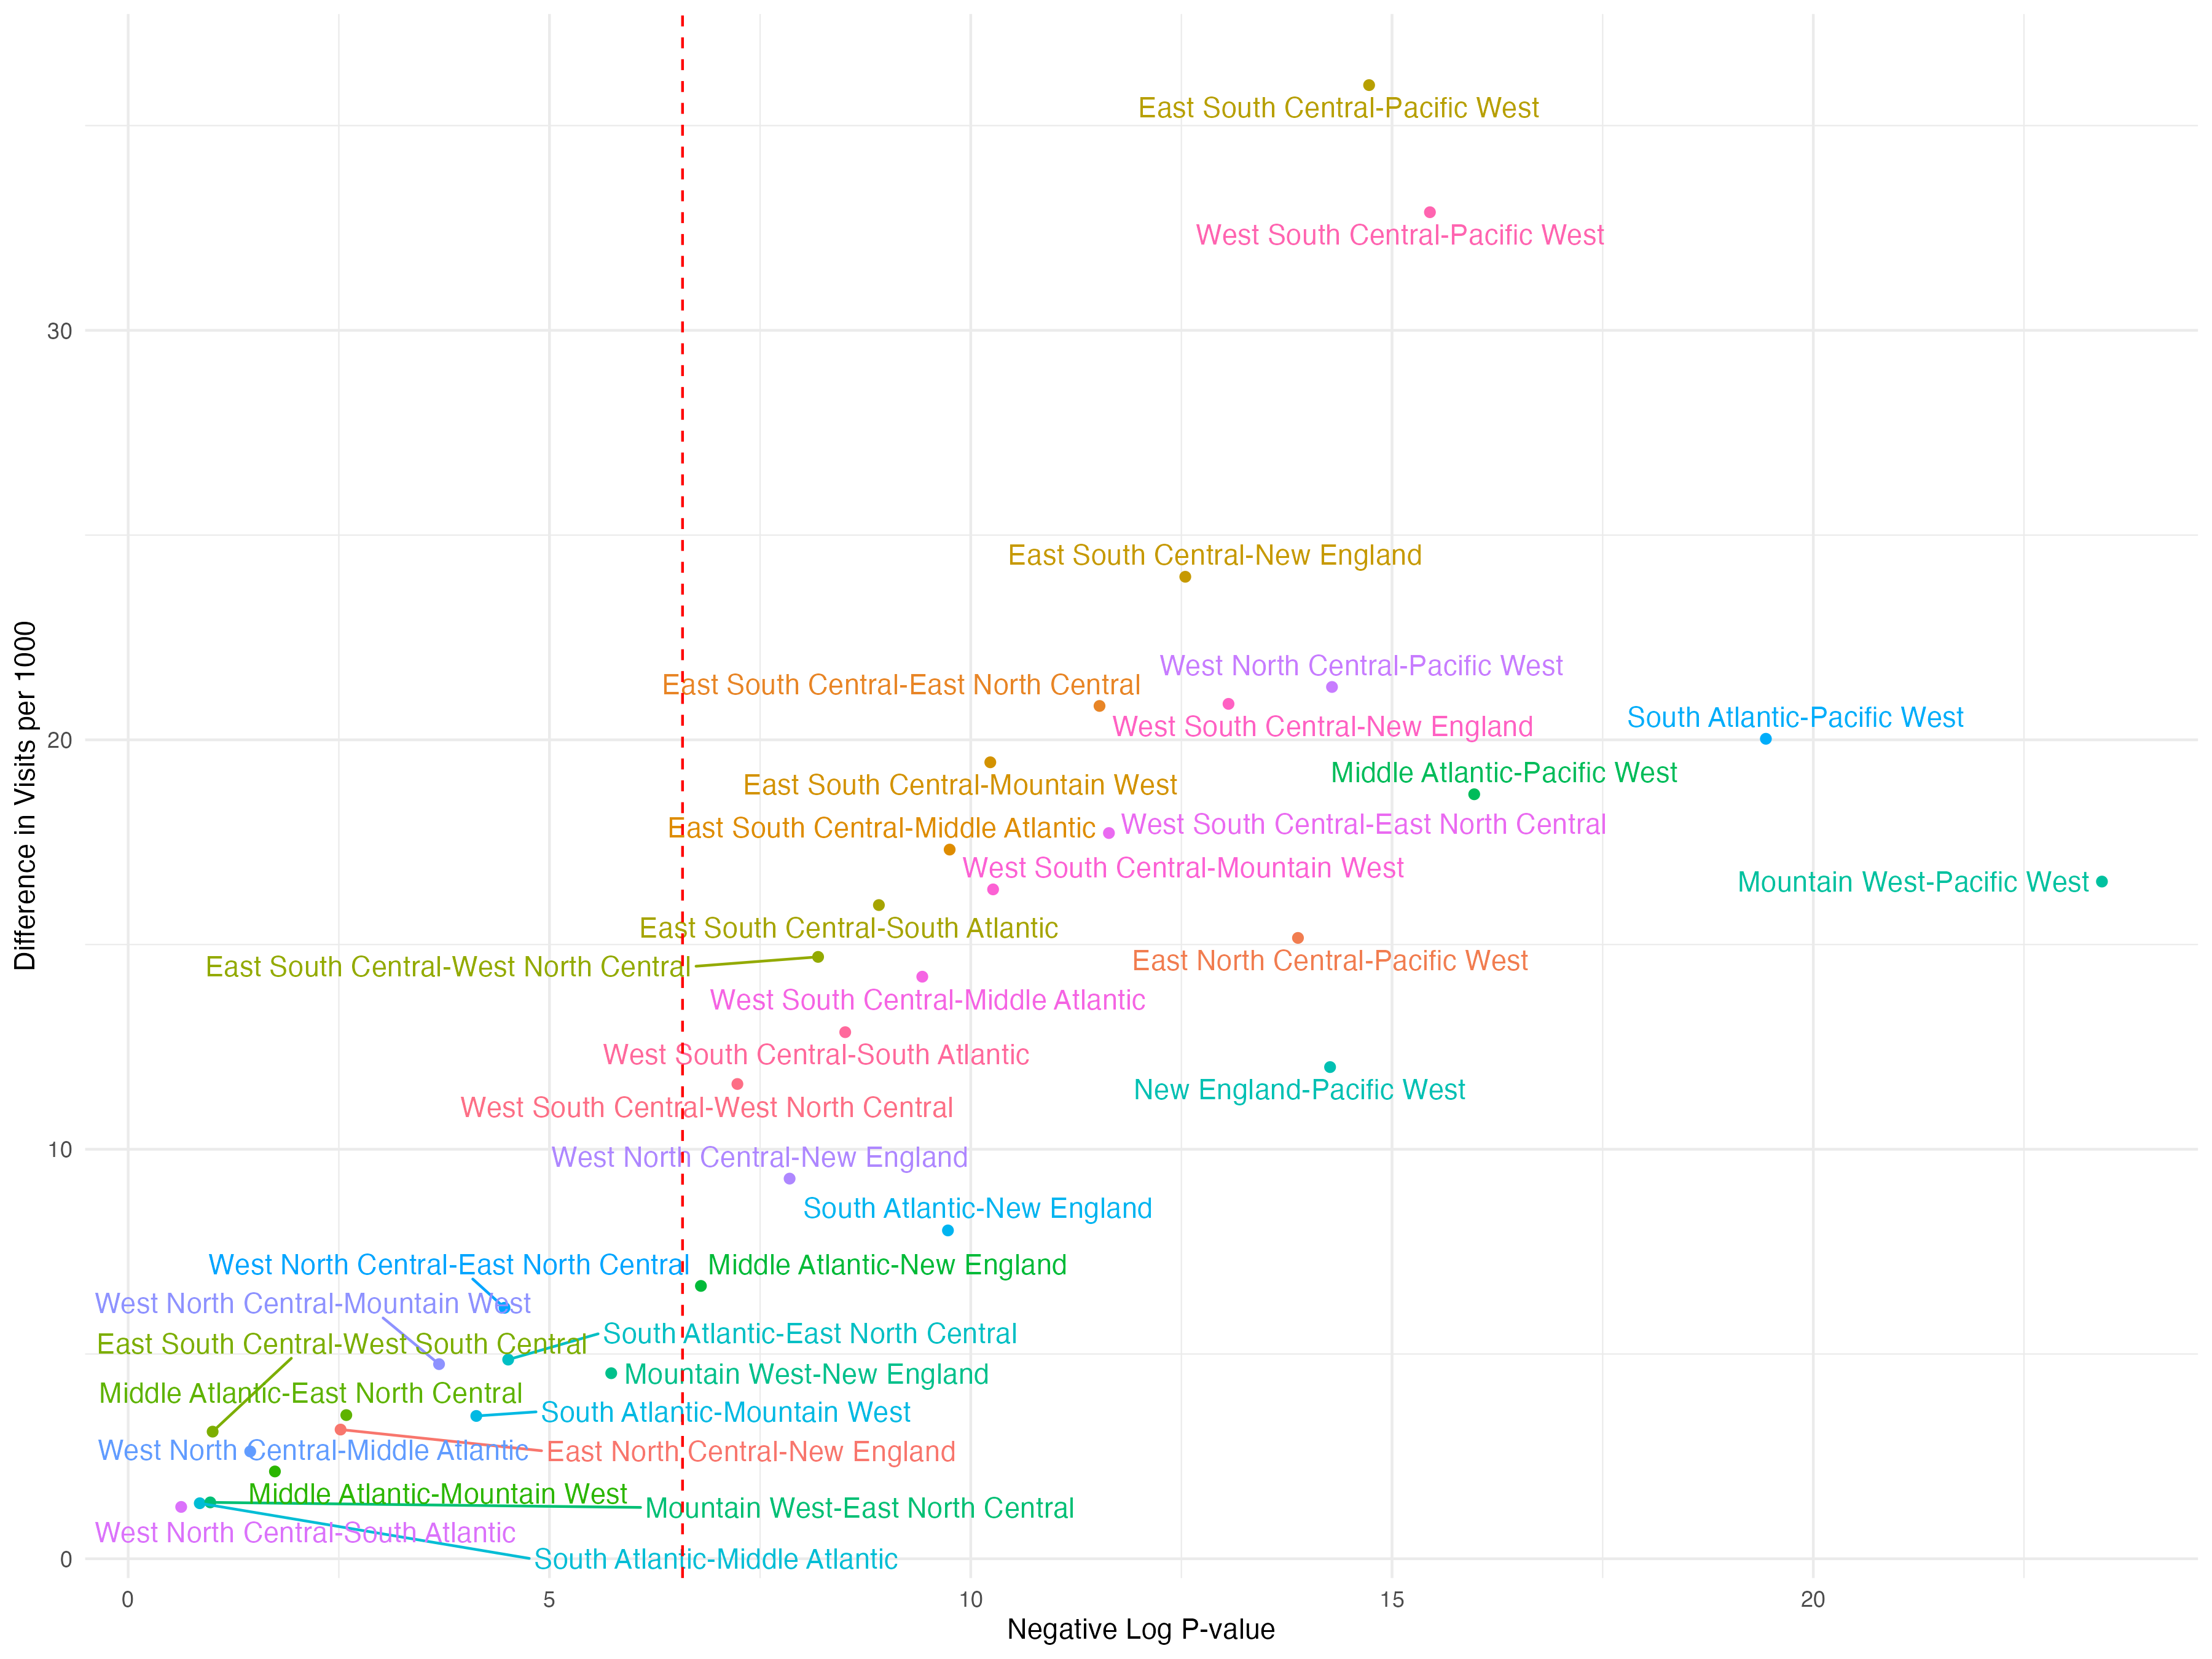 East South Central-Pacific West
West South Central-Pacific West
30
East South Central-New England
West North Central-Pacific West
East South Central-East North Central
South Atlantic-Pacific West
West South Central-New England
20
Middle Atlantic-Pacific West
East South Central-Mountain West
West South Central-East North Central
East South Central-Middle Atlantic
West South Central-Mountain West
Mountain West-Pacific West
East South Central-South Atlantic
East North Central-Pacific West
East South Central-West North Central
West South Central-Middle Atlantic
West South Central-South Atlantic
New England-Pacific West
West South Central-West North Central
10
West North Central-New England
South Atlantic-New England
West North Central-East North Central
Middle Atlantic-New England
West North Central-Mountain West
South Atlantic-East North Central
East South Central-West South Central
Mountain West-New England
Middle Atlantic-East North Central
South Atlantic-Mountain West
West North Central-Middle Atlantic
East North Central-New England
Middle Atlantic-Mountain West
Mountain West-East North Central
West North Central-South Atlantic
South Atlantic-Middle Atlantic
0
0
5
10
15
20
Negative Log P-value
Difference in Visits per 1000